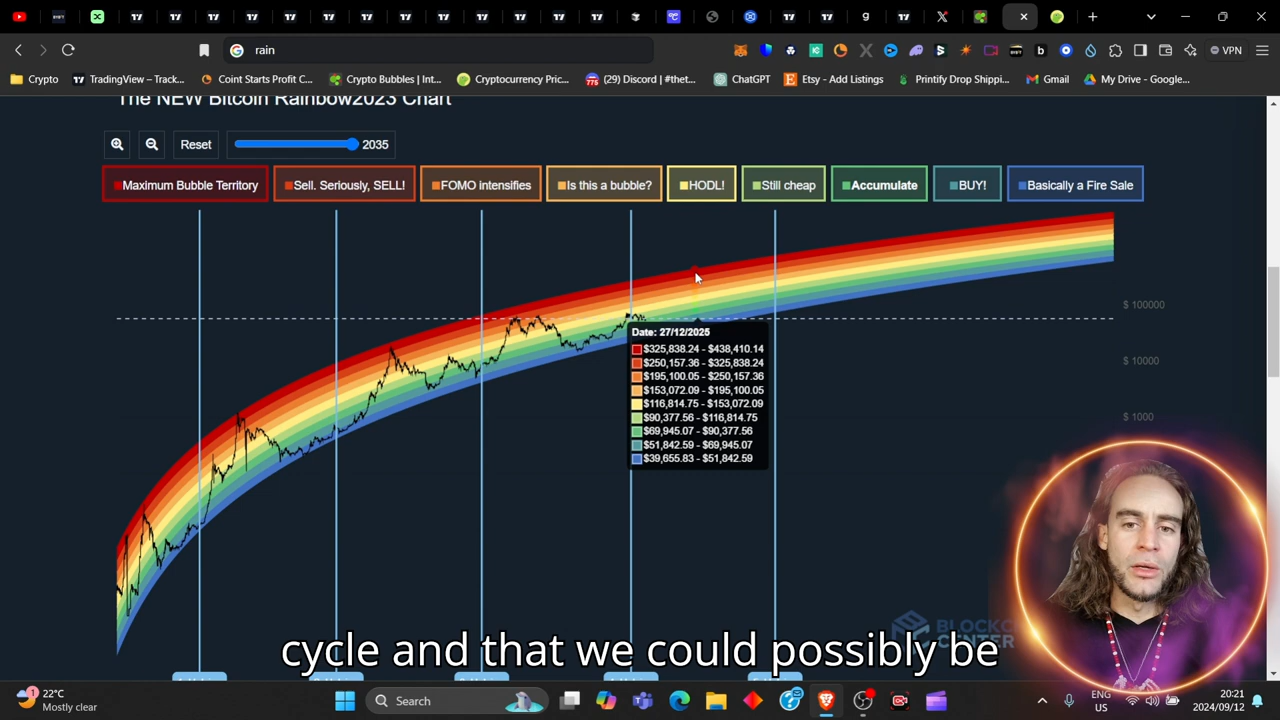 rain
VPN
Crypto
TradingView – Track...
Coint Starts Profit C...
Crypto Bubbles | Int...
Cryptocurrency Pric...
(29) Discord | #thet...
ChatGPT
Etsy - Add Listings
Printify Drop Shippi...
Gmail
My Drive - Google...
The NEW Bitcoin Rainbow2023 Chart
Reset
2035
Maximum Bubble Territory
Sell. Seriously, SELL!
FOMO intensifies
Is this a bubble?
HODL!
Still cheap
Accumulate
BUY!
Basically a Fire Sale
$ 100000
$ 10000
$ 1000
Date: 27/12/2025
$325,838.24 - $438,410.14
$250,157.36 - $325,838.24
$195,100.05 - $250,157.36
$153,072.09 - $195,100.05
$116,814.75 - $153,072.09
$90,377.56 - $116,814.75
$69,945.07 - $90,377.56
$51,842.59 - $69,945.07
$39,655.83 - $51,842.59
cycle and that we could possibly be
22°C
Mostly clear
Search
ENG
US
20:21
2024/09/12